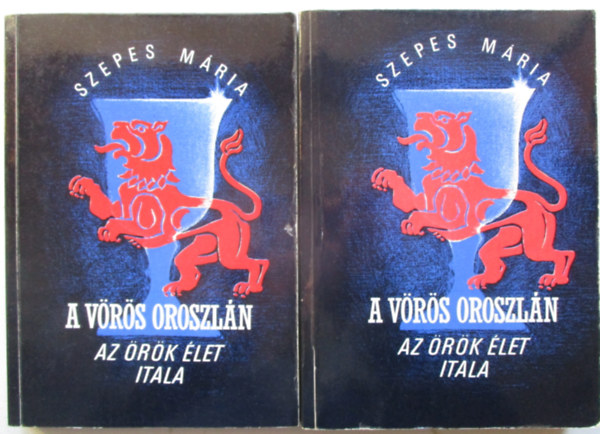 SZEPES MÁRIA
A VÖRÖS OROSZLÁN
AZ ÖRÖK ÉLET
ITALA
SZEPES MÁRIA
A VÖRÖS OROSZLÁN
AZ ÖRÖK ÉLET
ITALA